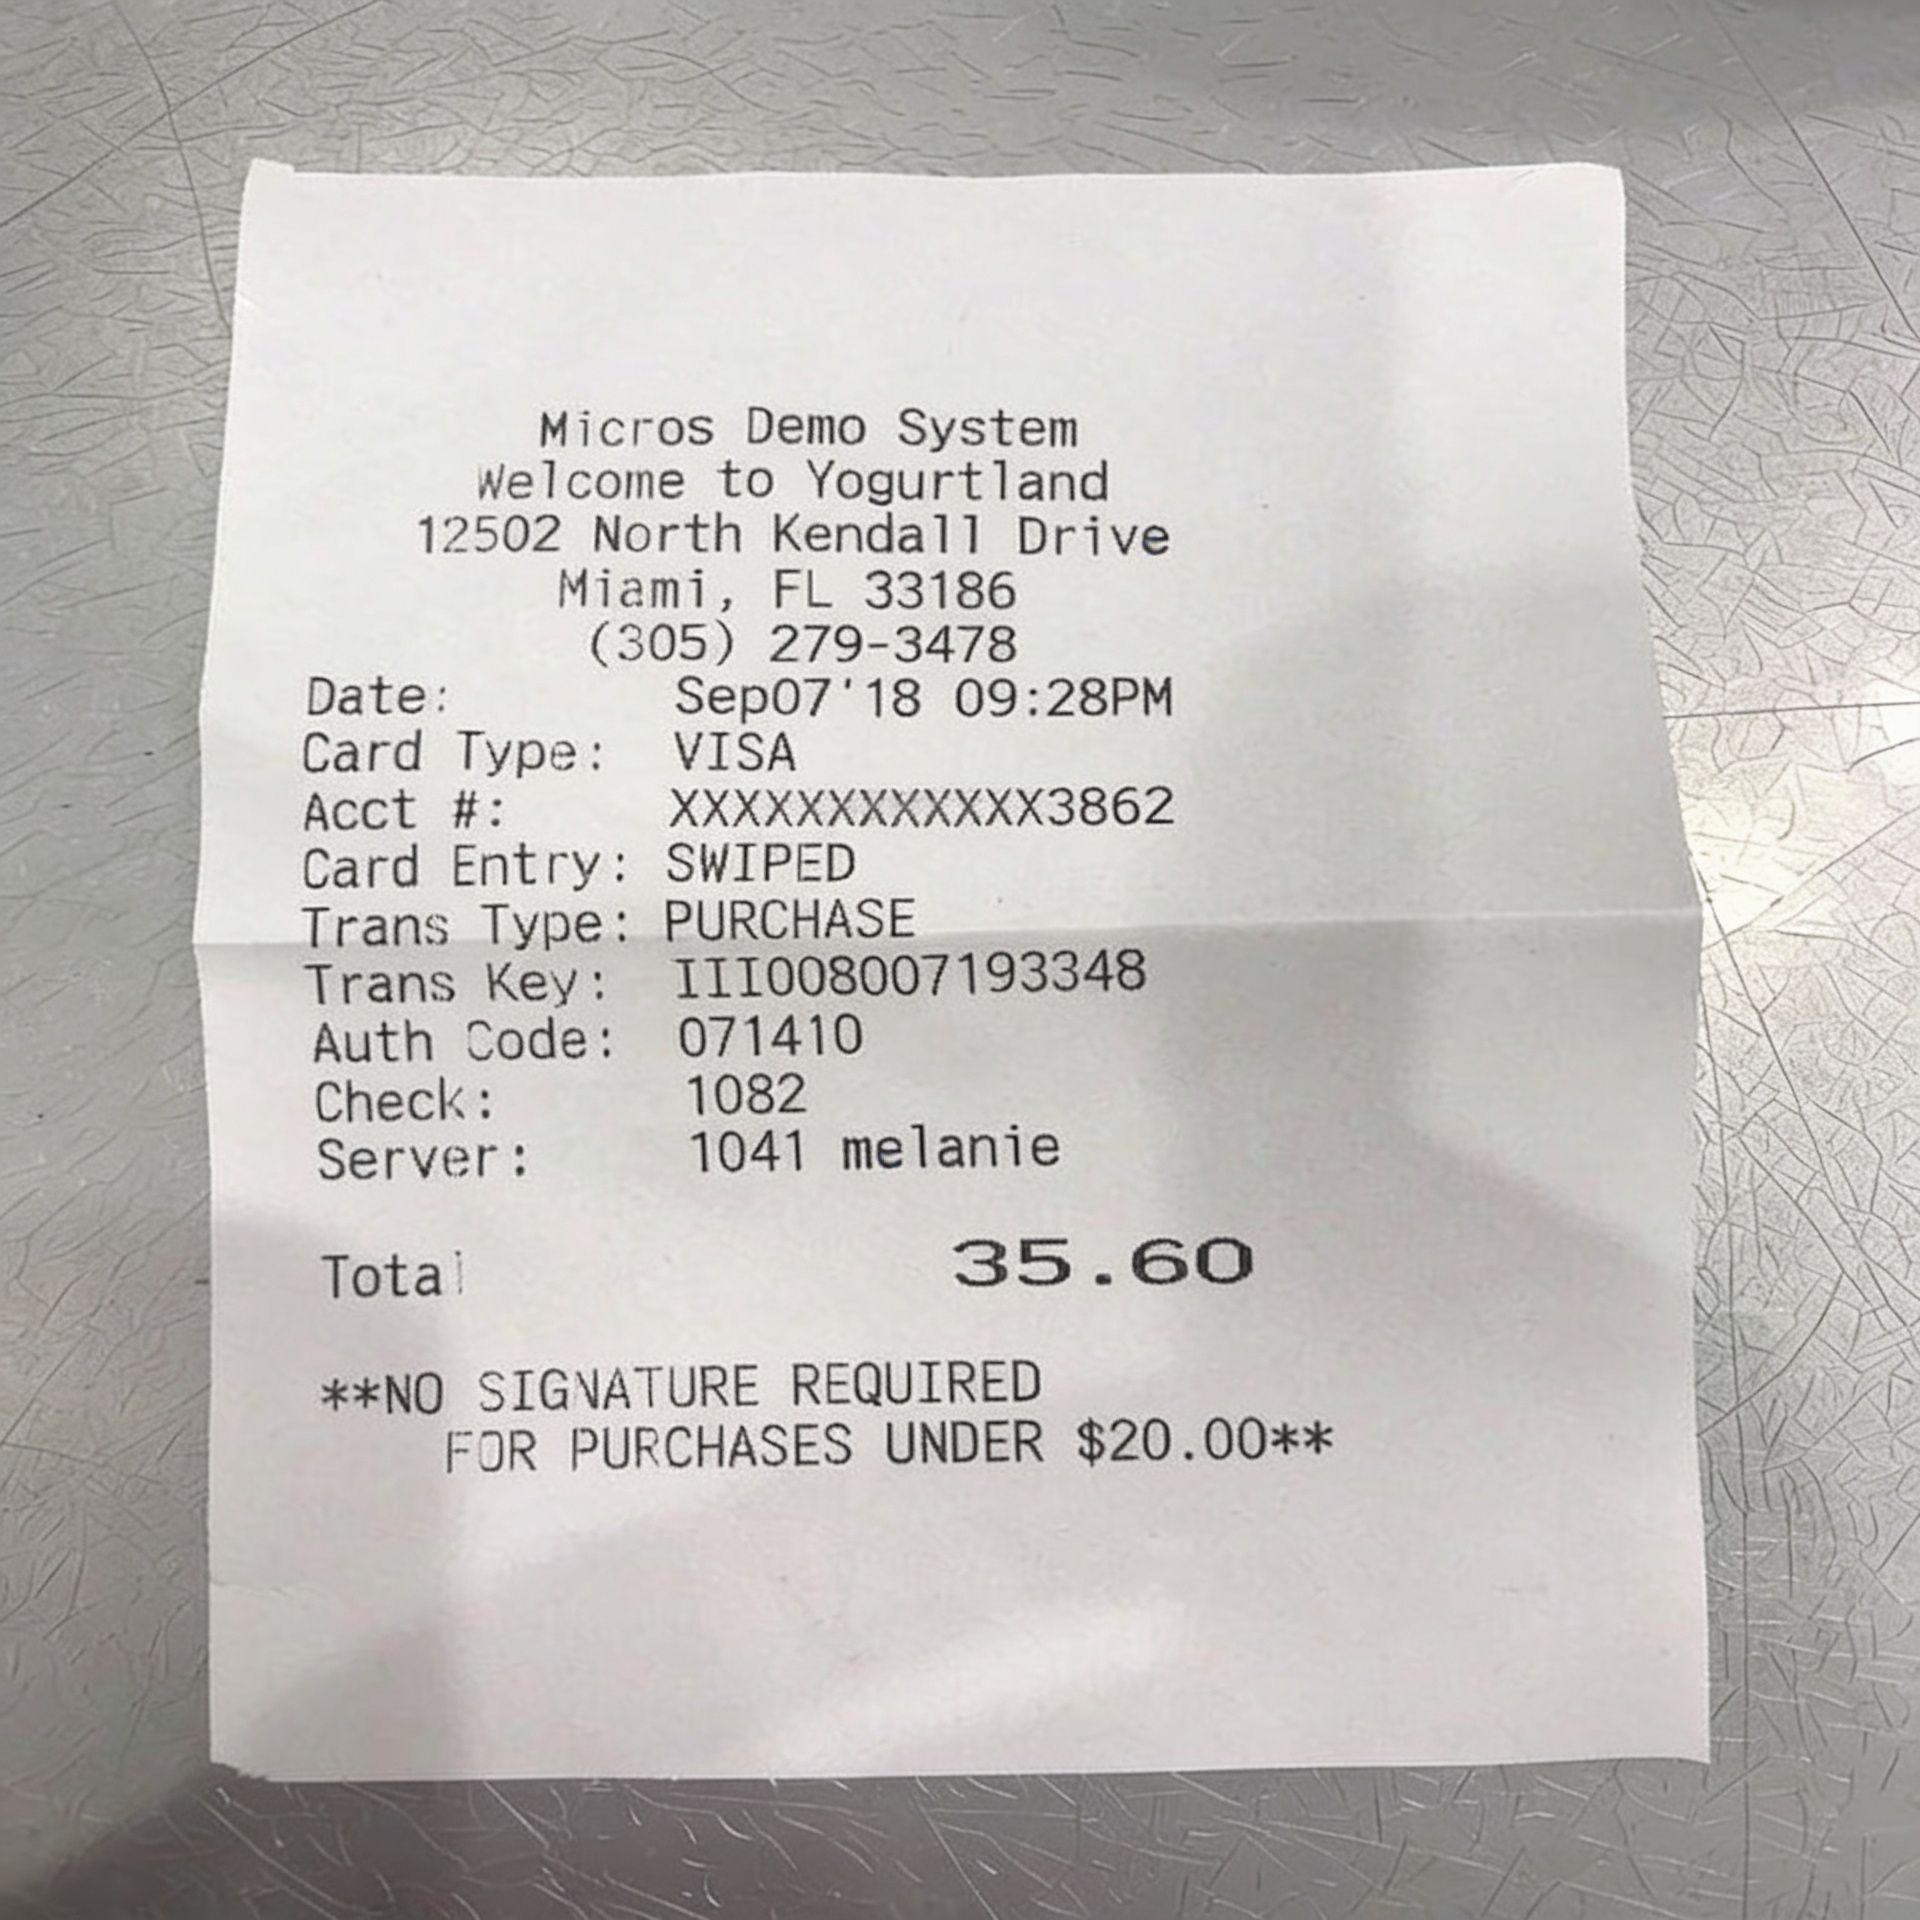 Micros Demo System
Welcome to Yogurtland
12502 North Kendall Drive
Miami, FL 33186
(305) 279-3478
Date: Sep07'18 09:28PM
Card Type: VISA
Acct #: XXXXXXXXXXXX3862
Card Entry: SWIPED
Trans Type: PURCHASE
Trans Key: III008007193348
Auth Code: 071410
Check: 1082
Server: 1041 melanie
Total 35.60
**NO SIGNATURE REQUIRED
FOR PURCHASES UNDER $20.00**